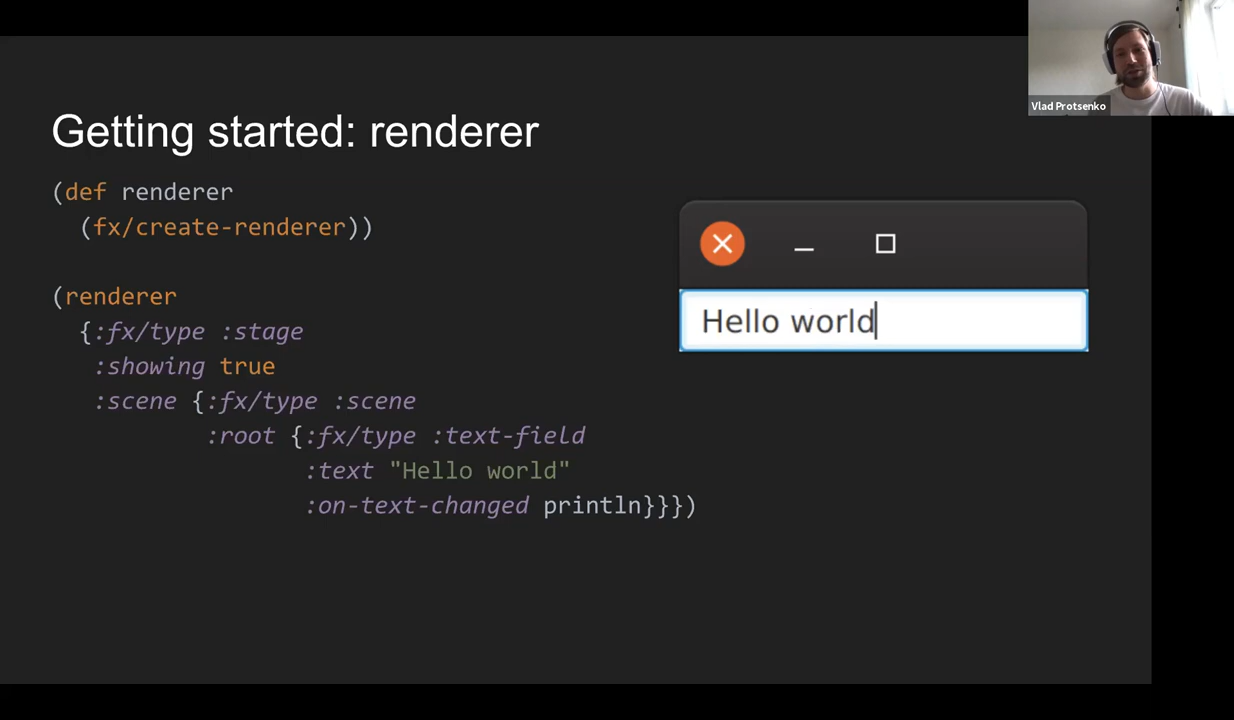 Vlad Protsenko
Getting started: renderer
(def renderer
  (fx/create-renderer))
(renderer
  {:fx/type :stage
   :showing true
   :scene {:fx/type :scene
           :root {:fx/type :text-field
                  :text "Hello world"
                  :on-text-changed println}}})
Hello world